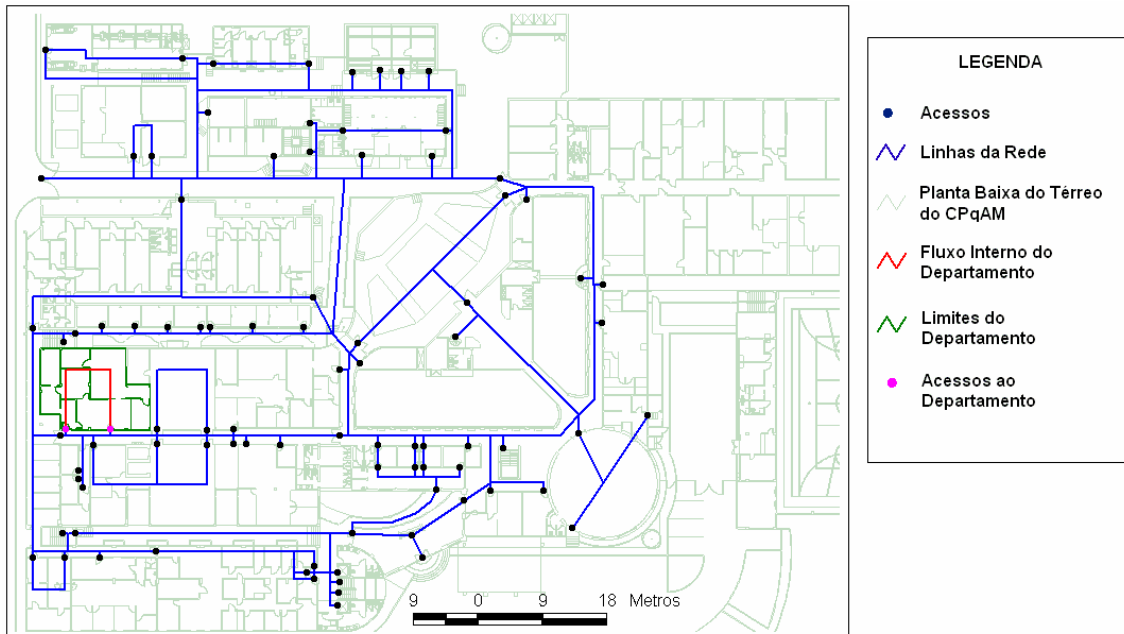 LEGENDA
Acessos
Linhas da Rede
Planta Baixa do Térreo
do CPqAM
Fluxo Interno do
Departamento
Limites do
Departamento
Acessos ao
Departamento
9 0 9 18 Metros